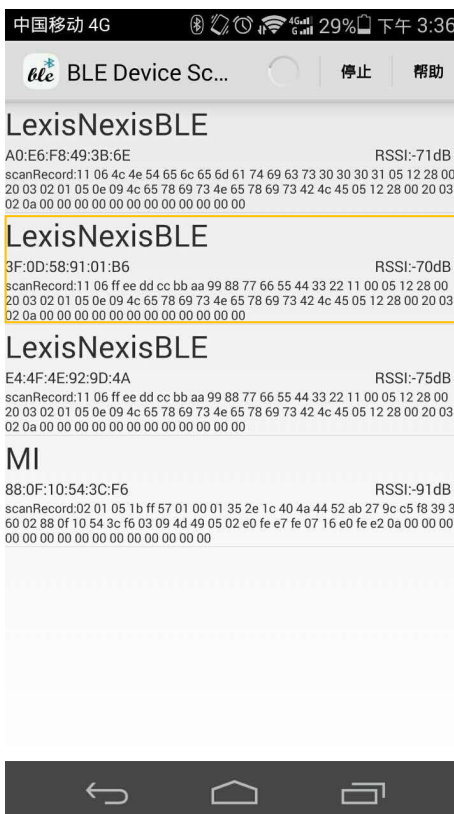 中国移动 4G 4G 29% 下午 3:36
ble BLE Device Sc... 停止 帮助
LexisNexisBLE
A0:E6:F8:49:3B:6E RSSI:-71dB
scanRecord:11 06 4c 4e 54 65 6c 65 6d 61 74 69 63 73 30 30 30 31 05 12 28 00
20 03 02 01 05 0e 09 4c 65 78 69 73 4e 65 78 69 73 42 4c 45 05 12 28 00 20 03
02 0a 00 00 00 00 00 00 00 00 00 00 00
LexisNexisBLE
3F:0D:58:91:01:B6 RSSI:-70dB
scanRecord:11 06 ff ee dd cc bb aa 99 88 77 66 55 44 33 22 11 00 05 12 28 00
20 03 02 01 05 0e 09 4c 65 78 69 73 4e 65 78 69 73 42 4c 45 05 12 28 00 20 03
02 0a 00 00 00 00 00 00 00 00 00 00 00
LexisNexisBLE
E4:4F:4E:92:9D:4A RSSI:-75dB
scanRecord:11 06 ff ee dd cc bb aa 99 88 77 66 55 44 33 22 11 00 05 12 28 00
20 03 02 01 05 0e 09 4c 65 78 69 73 4e 65 78 69 73 42 4c 45 05 12 28 00 20 03
02 0a 00 00 00 00 00 00 00 00 00 00 00
MI
88:0F:10:54:3C:F6 RSSI:-91dB
scanRecord:02 01 05 1b ff 57 01 00 01 35 2e 1c 40 4a 44 52 ab 27 9c c5 f8 39 3
60 02 88 0f 10 54 3c f6 03 09 4d 49 05 02 e0 fe e7 fe 07 16 e0 fe e2 0a 00 00 00
00 00 00 00 00 00 00 00 00 00 00